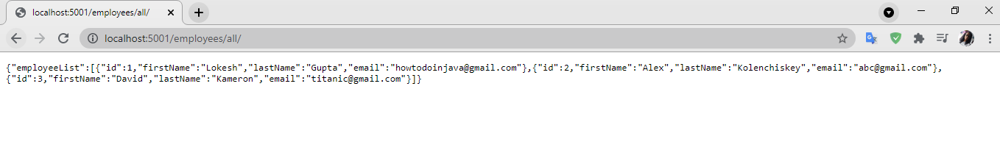 localhost:5001/employees/all/
localhost:5001/employees/all/
{"employeeList":[{"id":1,"firstName":"Lokesh","lastName":"Gupta","email":"howtodoinjava@gmail.com"},{"id":2,"firstName":"Alex","lastName":"Kolenchiskey","email":"abc@gmail.com"},
{"id":3,"firstName":"David","lastName":"Kameron","email":"titanic@gmail.com"}]}